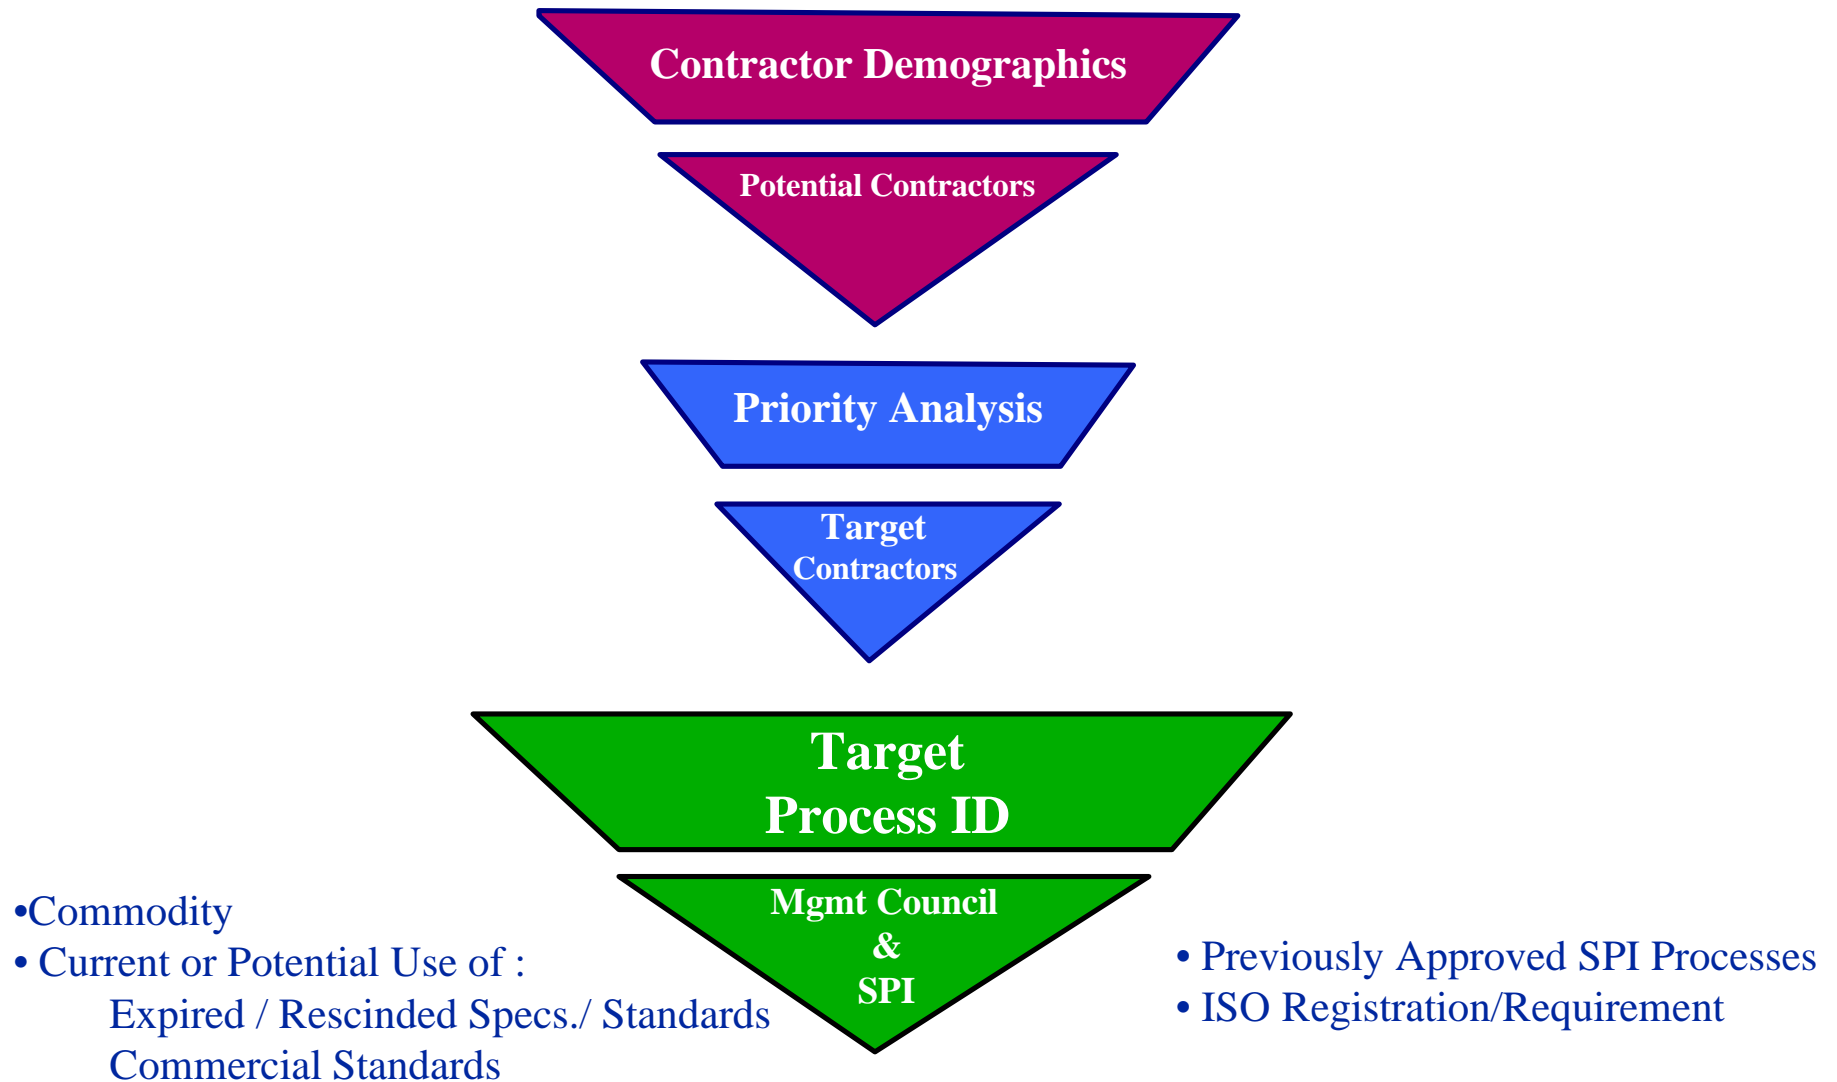 Contractor Demographics
Potential Contractors
Priority Analysis
Target
Contractors
Target
Process ID
Mgmt Council
&
SPI
•Commodity
• Current or Potential Use of :
Expired / Rescinded Specs./ Standards
Commercial Standards
• Previously Approved SPI Processes
• ISO Registration/Requirement